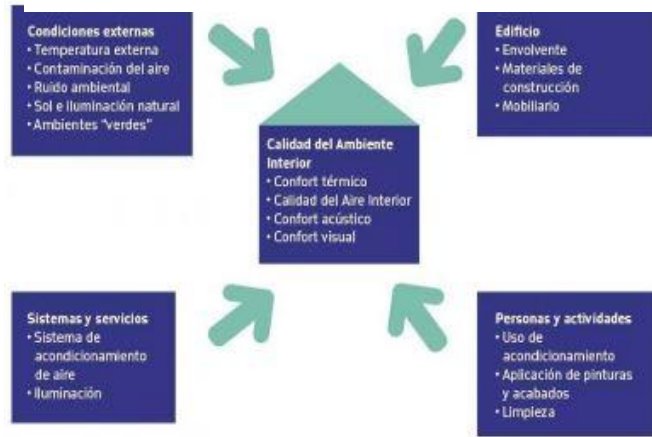 Condiciones externas
• Temperatura externa
• Contaminación del aire
• Ruido ambiental
• Sol e iluminación natural
• Ambientes "verdes"
Edificio
• Envolvente
• Materiales de
construcción
• Mobiliario
Calidad del Ambiente
Interior
• Confort térmico
• Calidad del Aire Interior
• Confort acústico
• Confort visual
Sistemas y servicios
• Sistema de
acondicionamiento
de aire
• Iluminación
Personas y actividades
• Uso de
acondicionamiento
• Aplicación de pinturas
y acabados
• Limpieza